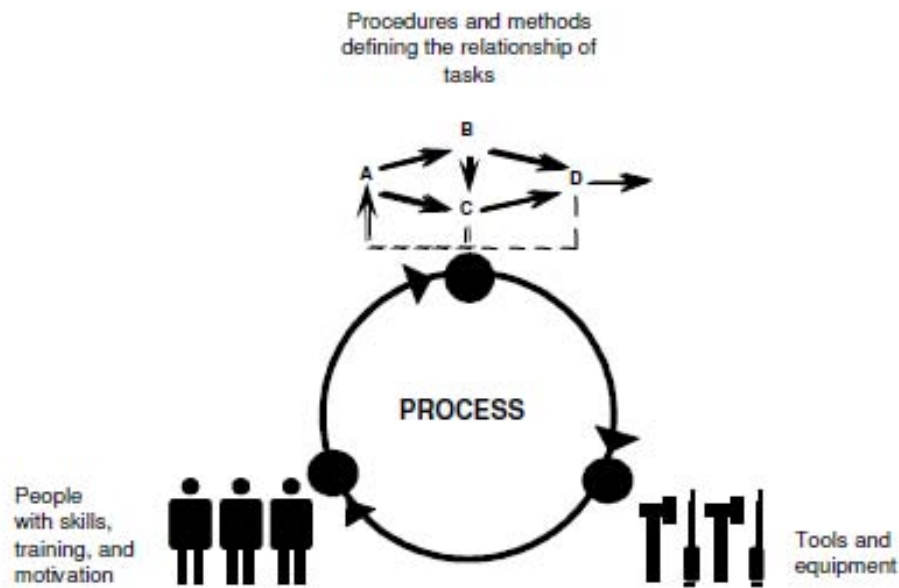 Procedures and methods
defining the relationship of
tasks
B
A
D
C
PROCESS
People
with skills,
training, and
motivation
Tools and
equipment